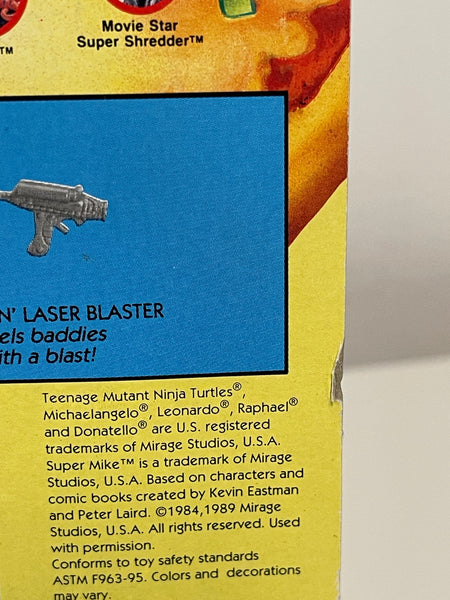 Movie Star
Super Shredder™
TM
N' LASER BLASTER
els baddies
ith a blast!
Teenage Mutant Ninja Turtles®,
Michaelangelo®, Leonardo®, Raphael®
and Donatello® are U.S. registered
trademarks of Mirage Studios, U.S.A.
Super Mike™ is a trademark of Mirage
Studios, U.S.A. Based on characters and
comic books created by Kevin Eastman
and Peter Laird. ©1984,1989 Mirage
Studios, U.S.A. All rights reserved. Used
with permission.
Conforms to toy safety standards
ASTM F963-95. Colors and decorations
may vary.